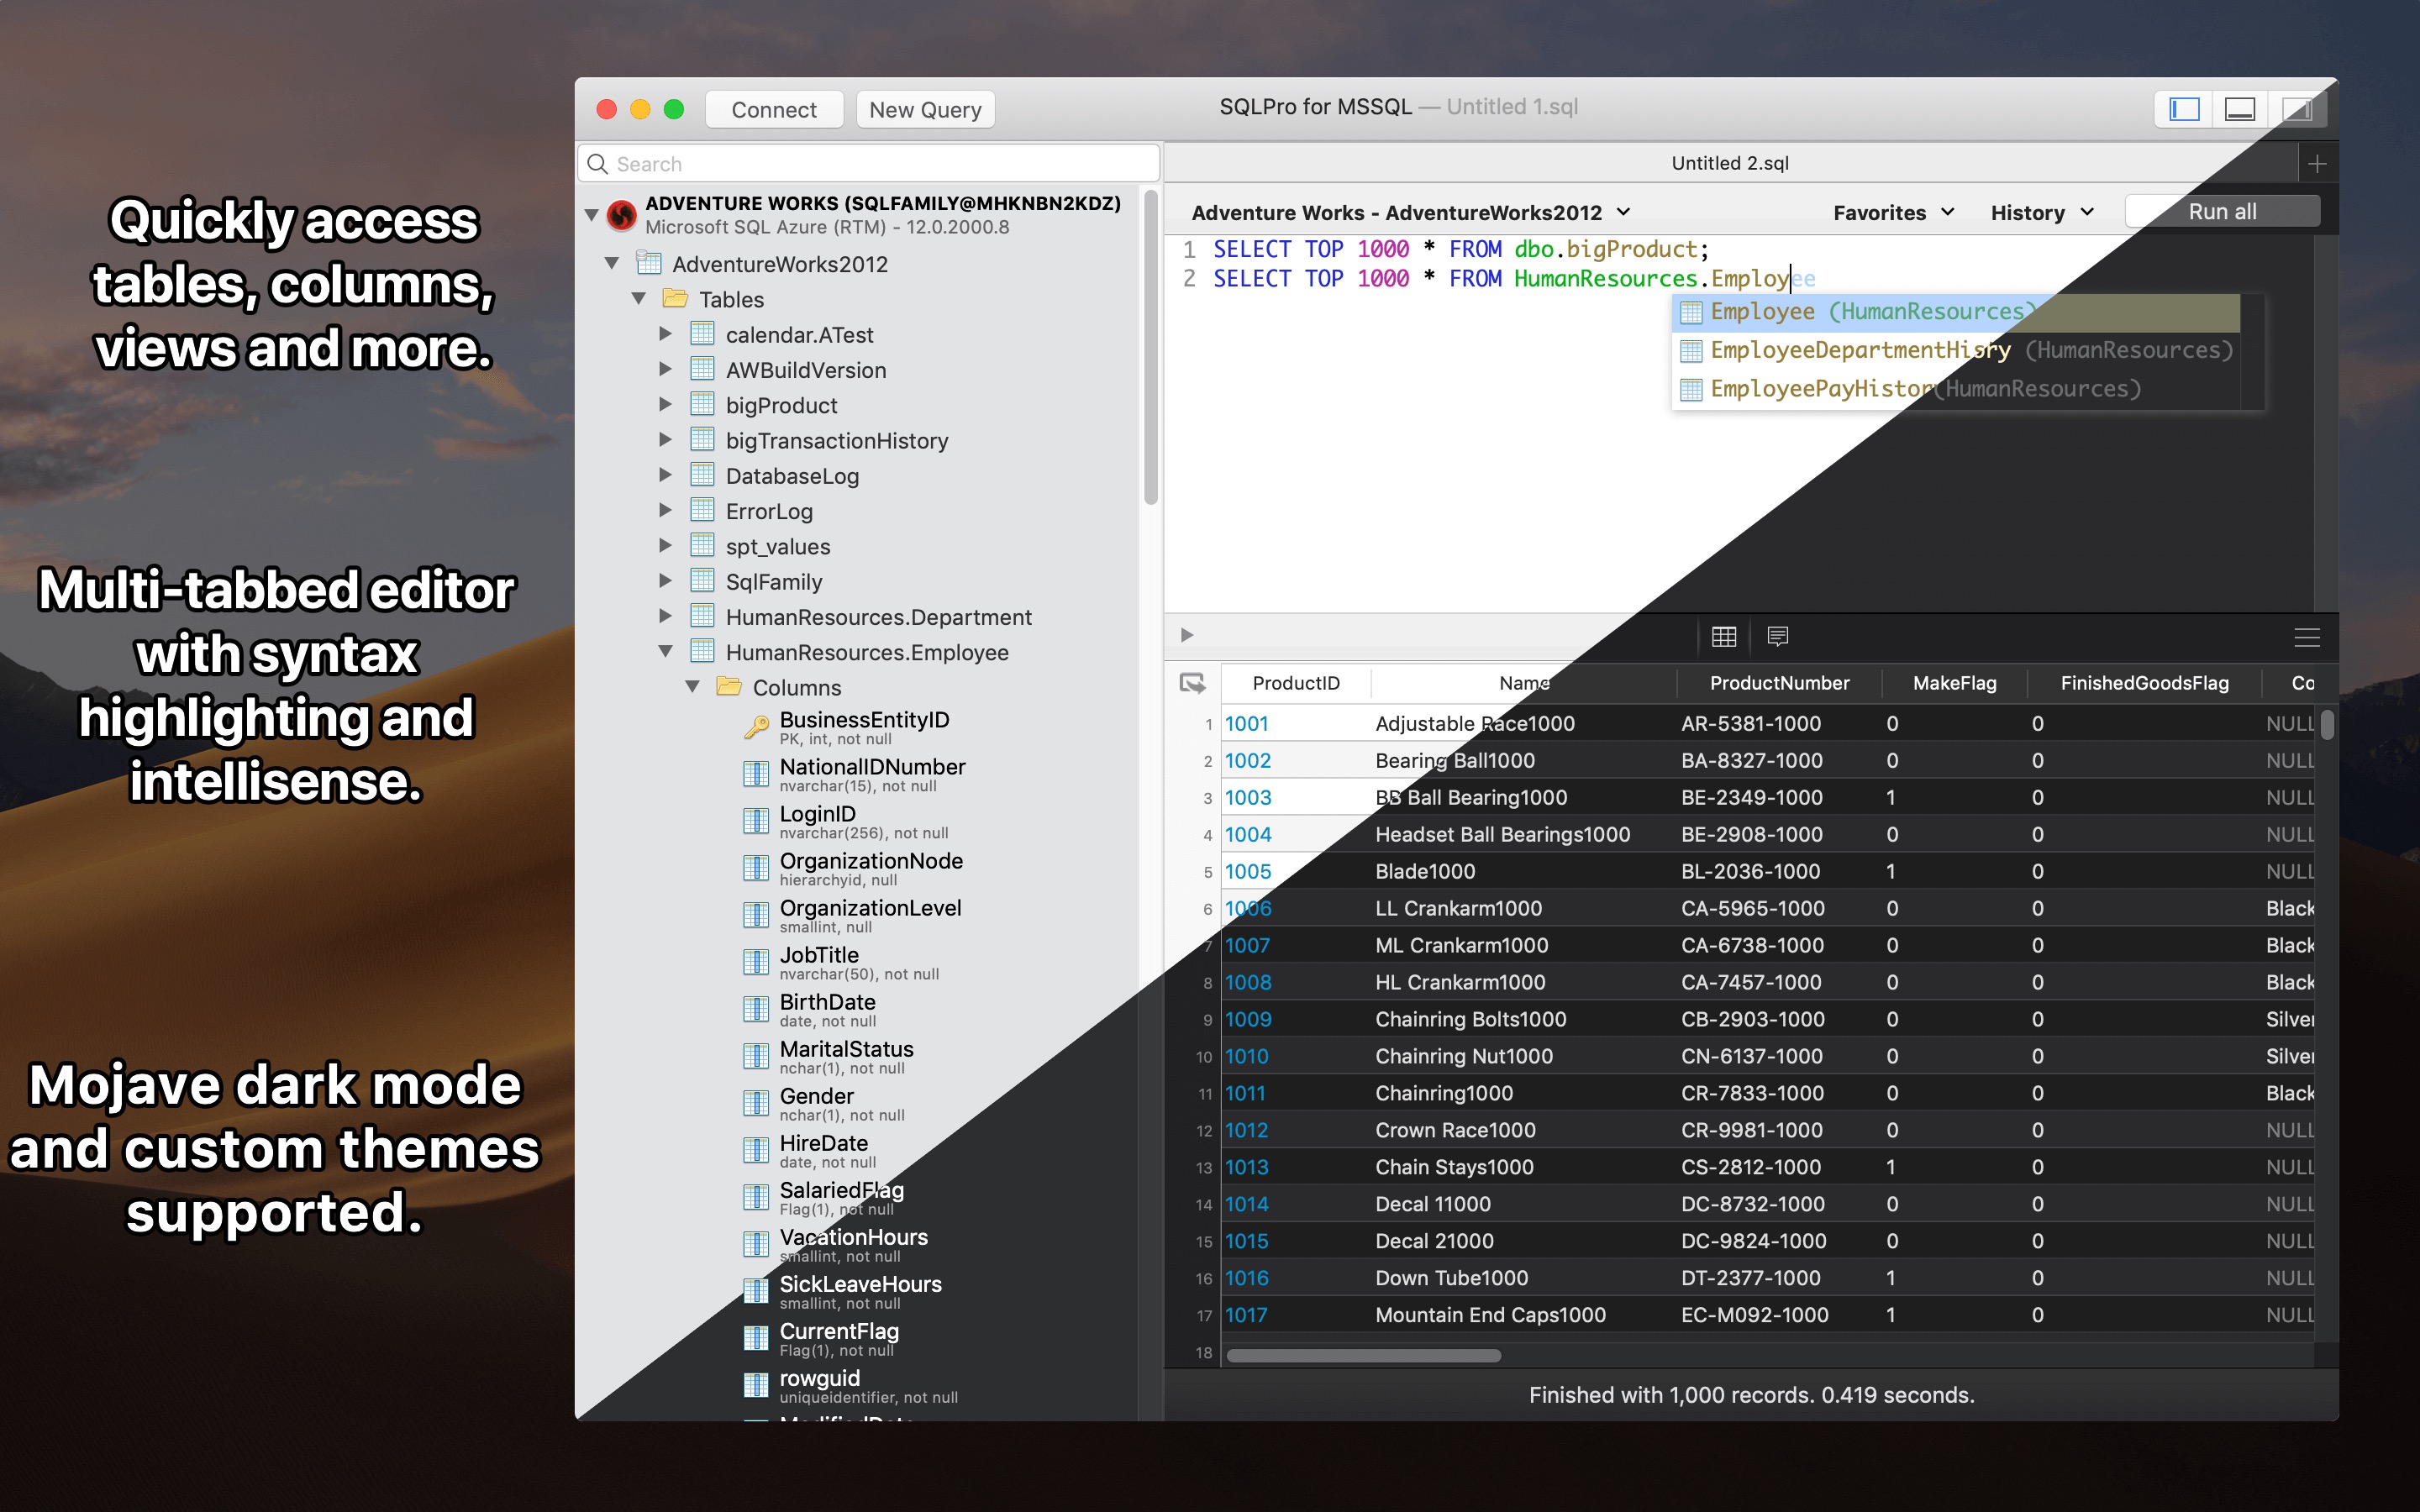 Quickly access
tables, columns,
views and more.
Multi-tabbed editor
with syntax
highlighting and
intellisense.
Mojave dark mode
and custom themes
supported.
Connect
New Query
SQLPro for MSSQL — Untitled 1.sql
Search
ADVENTURE WORKS (SQLFAMILY@MHKNBN2KDZ)
Microsoft SQL Azure (RTM) - 12.0.2000.8
AdventureWorks2012
Tables
calendar.ATest
AWBuildVersion
bigProduct
bigTransactionHistory
DatabaseLog
ErrorLog
spt_values
SqlFamily
HumanResources.Department
HumanResources.Employee
Columns
BusinessEntityID
PK, int, not null
NationalIDNumber
nvarchar(15), not null
LoginID
nvarchar(256), not null
OrganizationNode
hierarchyid, null
OrganizationLevel
smallint, null
JobTitle
nvarchar(50), not null
BirthDate
date, not null
MaritalStatus
nchar(1), not null
Gender
nchar(1), not null
HireDate
date, not null
SalariedFlag
Flag(1), not null
VacationHours
smallint, not null
SickLeaveHours
smallint, not null
CurrentFlag
Flag(1), not null
rowguid
uniqueidentifier, not null
Untitled 2.sql
Adventure Works - AdventureWorks2012 Favorites History Run all
1 SELECT TOP 1000 * FROM dbo.bigProduct;
2 SELECT TOP 1000 * FROM HumanResources.Employee
Employee (HumanResources)
EmployeeDepartmentHisry (HumanResources)
EmployeePayHistor(HumanResources)
ProductID Name ProductNumber MakeFlag FinishedGoodsFlag Co
1 1001 Adjustable Race1000 AR-5381-1000 0 0 NULL
2 1002 Bearing Ball1000 BA-8327-1000 0 0 NULL
3 1003 BB Ball Bearing1000 BE-2349-1000 1 0 NULL
4 1004 Headset Ball Bearings1000 BE-2908-1000 0 0 NULL
5 1005 Blade1000 BL-2036-1000 1 0 NULL
6 1006 LL Crankarm1000 CA-5965-1000 0 0 Black
7 1007 ML Crankarm1000 CA-6738-1000 0 0 Black
8 1008 HL Crankarm1000 CA-7457-1000 0 0 Black
9 1009 Chainring Bolts1000 CB-2903-1000 0 0 Silver
10 1010 Chainring Nut1000 CN-6137-1000 0 0 Silver
11 1011 Chainring1000 CR-7833-1000 0 0 Black
12 1012 Crown Race1000 CR-9981-1000 0 0 NULL
13 1013 Chain Stays1000 CS-2812-1000 1 0 NULL
14 1014 Decal 11000 DC-8732-1000 0 0 NULL
15 1015 Decal 21000 DC-9824-1000 0 0 NULL
16 1016 Down Tube1000 DT-2377-1000 1 0 NULL
17 1017 Mountain End Caps1000 EC-M092-1000 1 0 NULL
18
Finished with 1,000 records. 0.419 seconds.